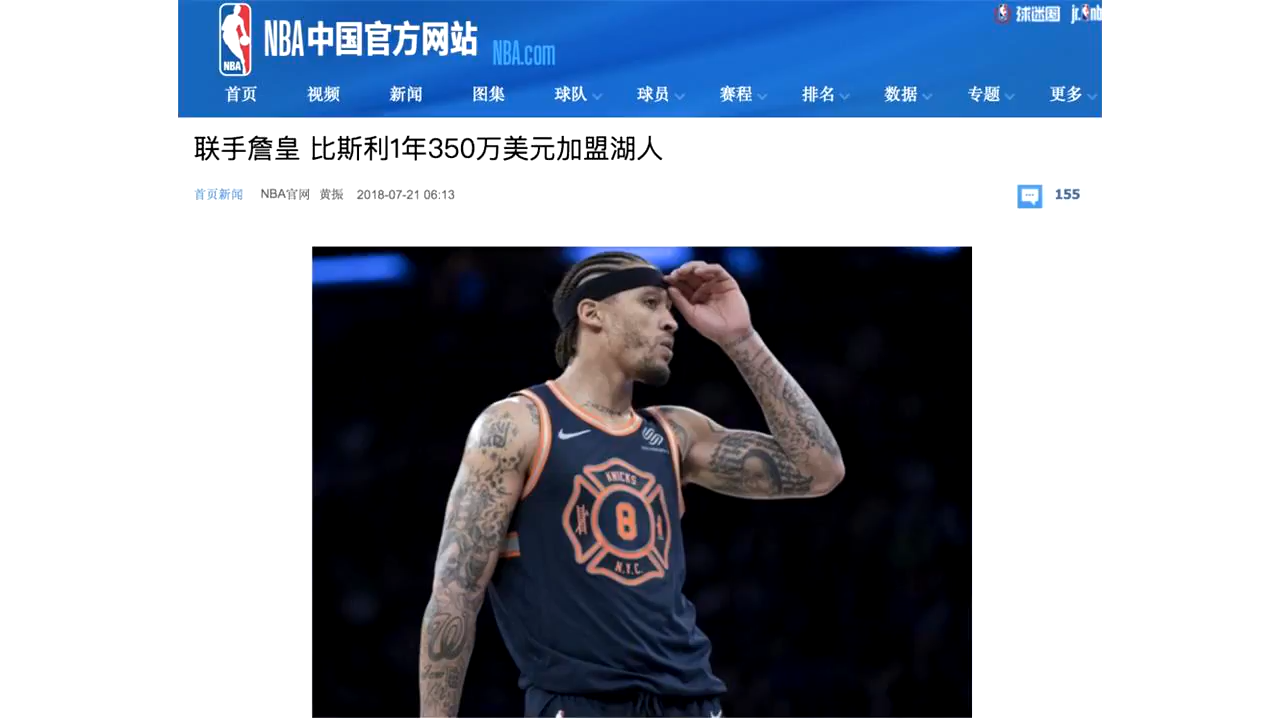 NBA
NBA中国官方网站 NBA.com
球迷圈
首页 视频 新闻 图集 球队 球员 赛程 排名 数据 专题 更多
联手詹皇 比斯利1年350万美元加盟湖人
首页新闻 NBA官网 黄振 2018-07-21 06:13
155
KNICKS
8
N.Y.C.